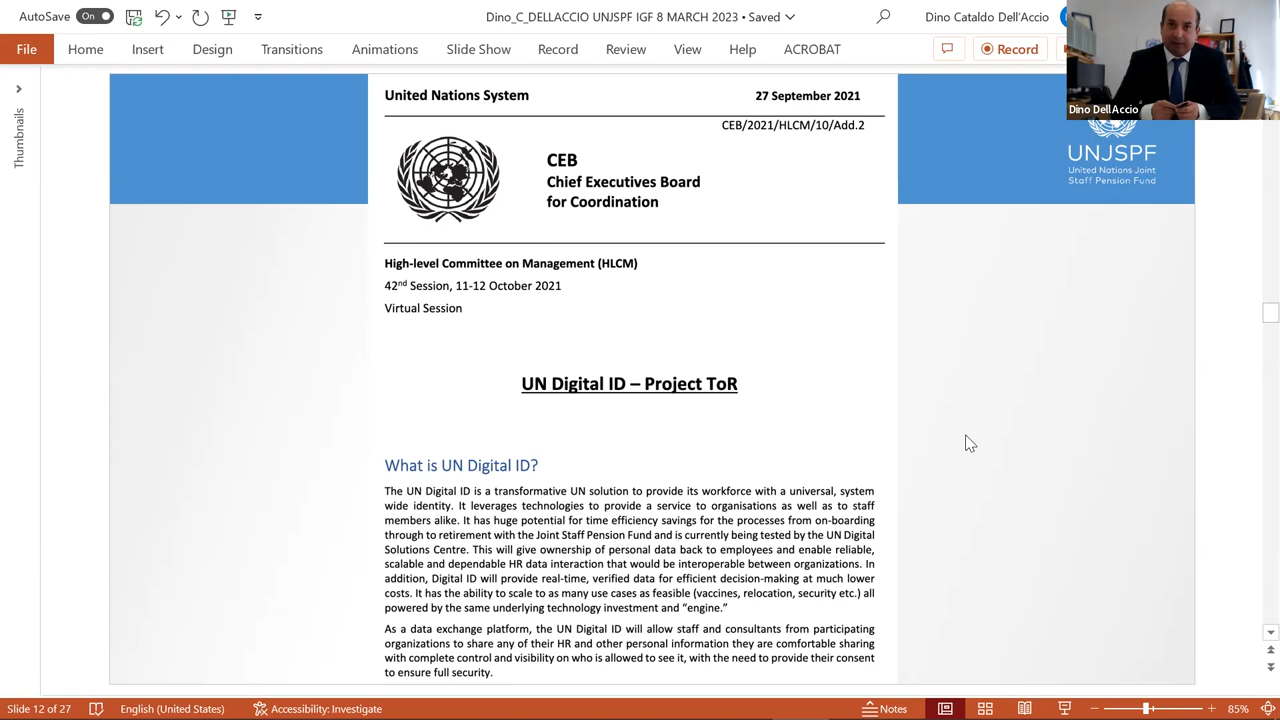 AutoSave On Dino_C_DELLACCIO UNJSPF IGF 8 MARCH 2023 • Saved Dino Cataldo Dell'Accio
File Home Insert Design Transitions Animations Slide Show Record Review View Help ACROBAT Record
Dino Dell Accio
Thumbnails
United Nations System 27 September 2021
CEB/2021/HLCM/10/Add.2
CEB
Chief Executives Board
for Coordination
UNJSPF
United Nations Joint
Staff Pension Fund
High-level Committee on Management (HLCM)
42nd Session, 11-12 October 2021
Virtual Session
UN Digital ID – Project ToR
What is UN Digital ID?
The UN Digital ID is a transformative UN solution to provide its workforce with a universal, system
wide identity. It leverages technologies to provide a service to organisations as well as to staff
members alike. It has huge potential for time efficiency savings for the processes from on-boarding
through to retirement with the Joint Staff Pension Fund and is currently being tested by the UN Digital
Solutions Centre. This will give ownership of personal data back to employees and enable reliable,
scalable and dependable HR data interaction that would be interoperable between organizations. In
addition, Digital ID will provide real-time, verified data for efficient decision-making at much lower
costs. It has the ability to scale to as many use cases as feasible (vaccines, relocation, security etc.) all
powered by the same underlying technology investment and “engine.”
As a data exchange platform, the UN Digital ID will allow staff and consultants from participating
organizations to share any of their HR and other personal information they are comfortable sharing
with complete control and visibility on who is allowed to see it, with the need to provide their consent
to ensure full security.
Slide 12 of 27 English (United States) Accessibility: Investigate Notes 85%